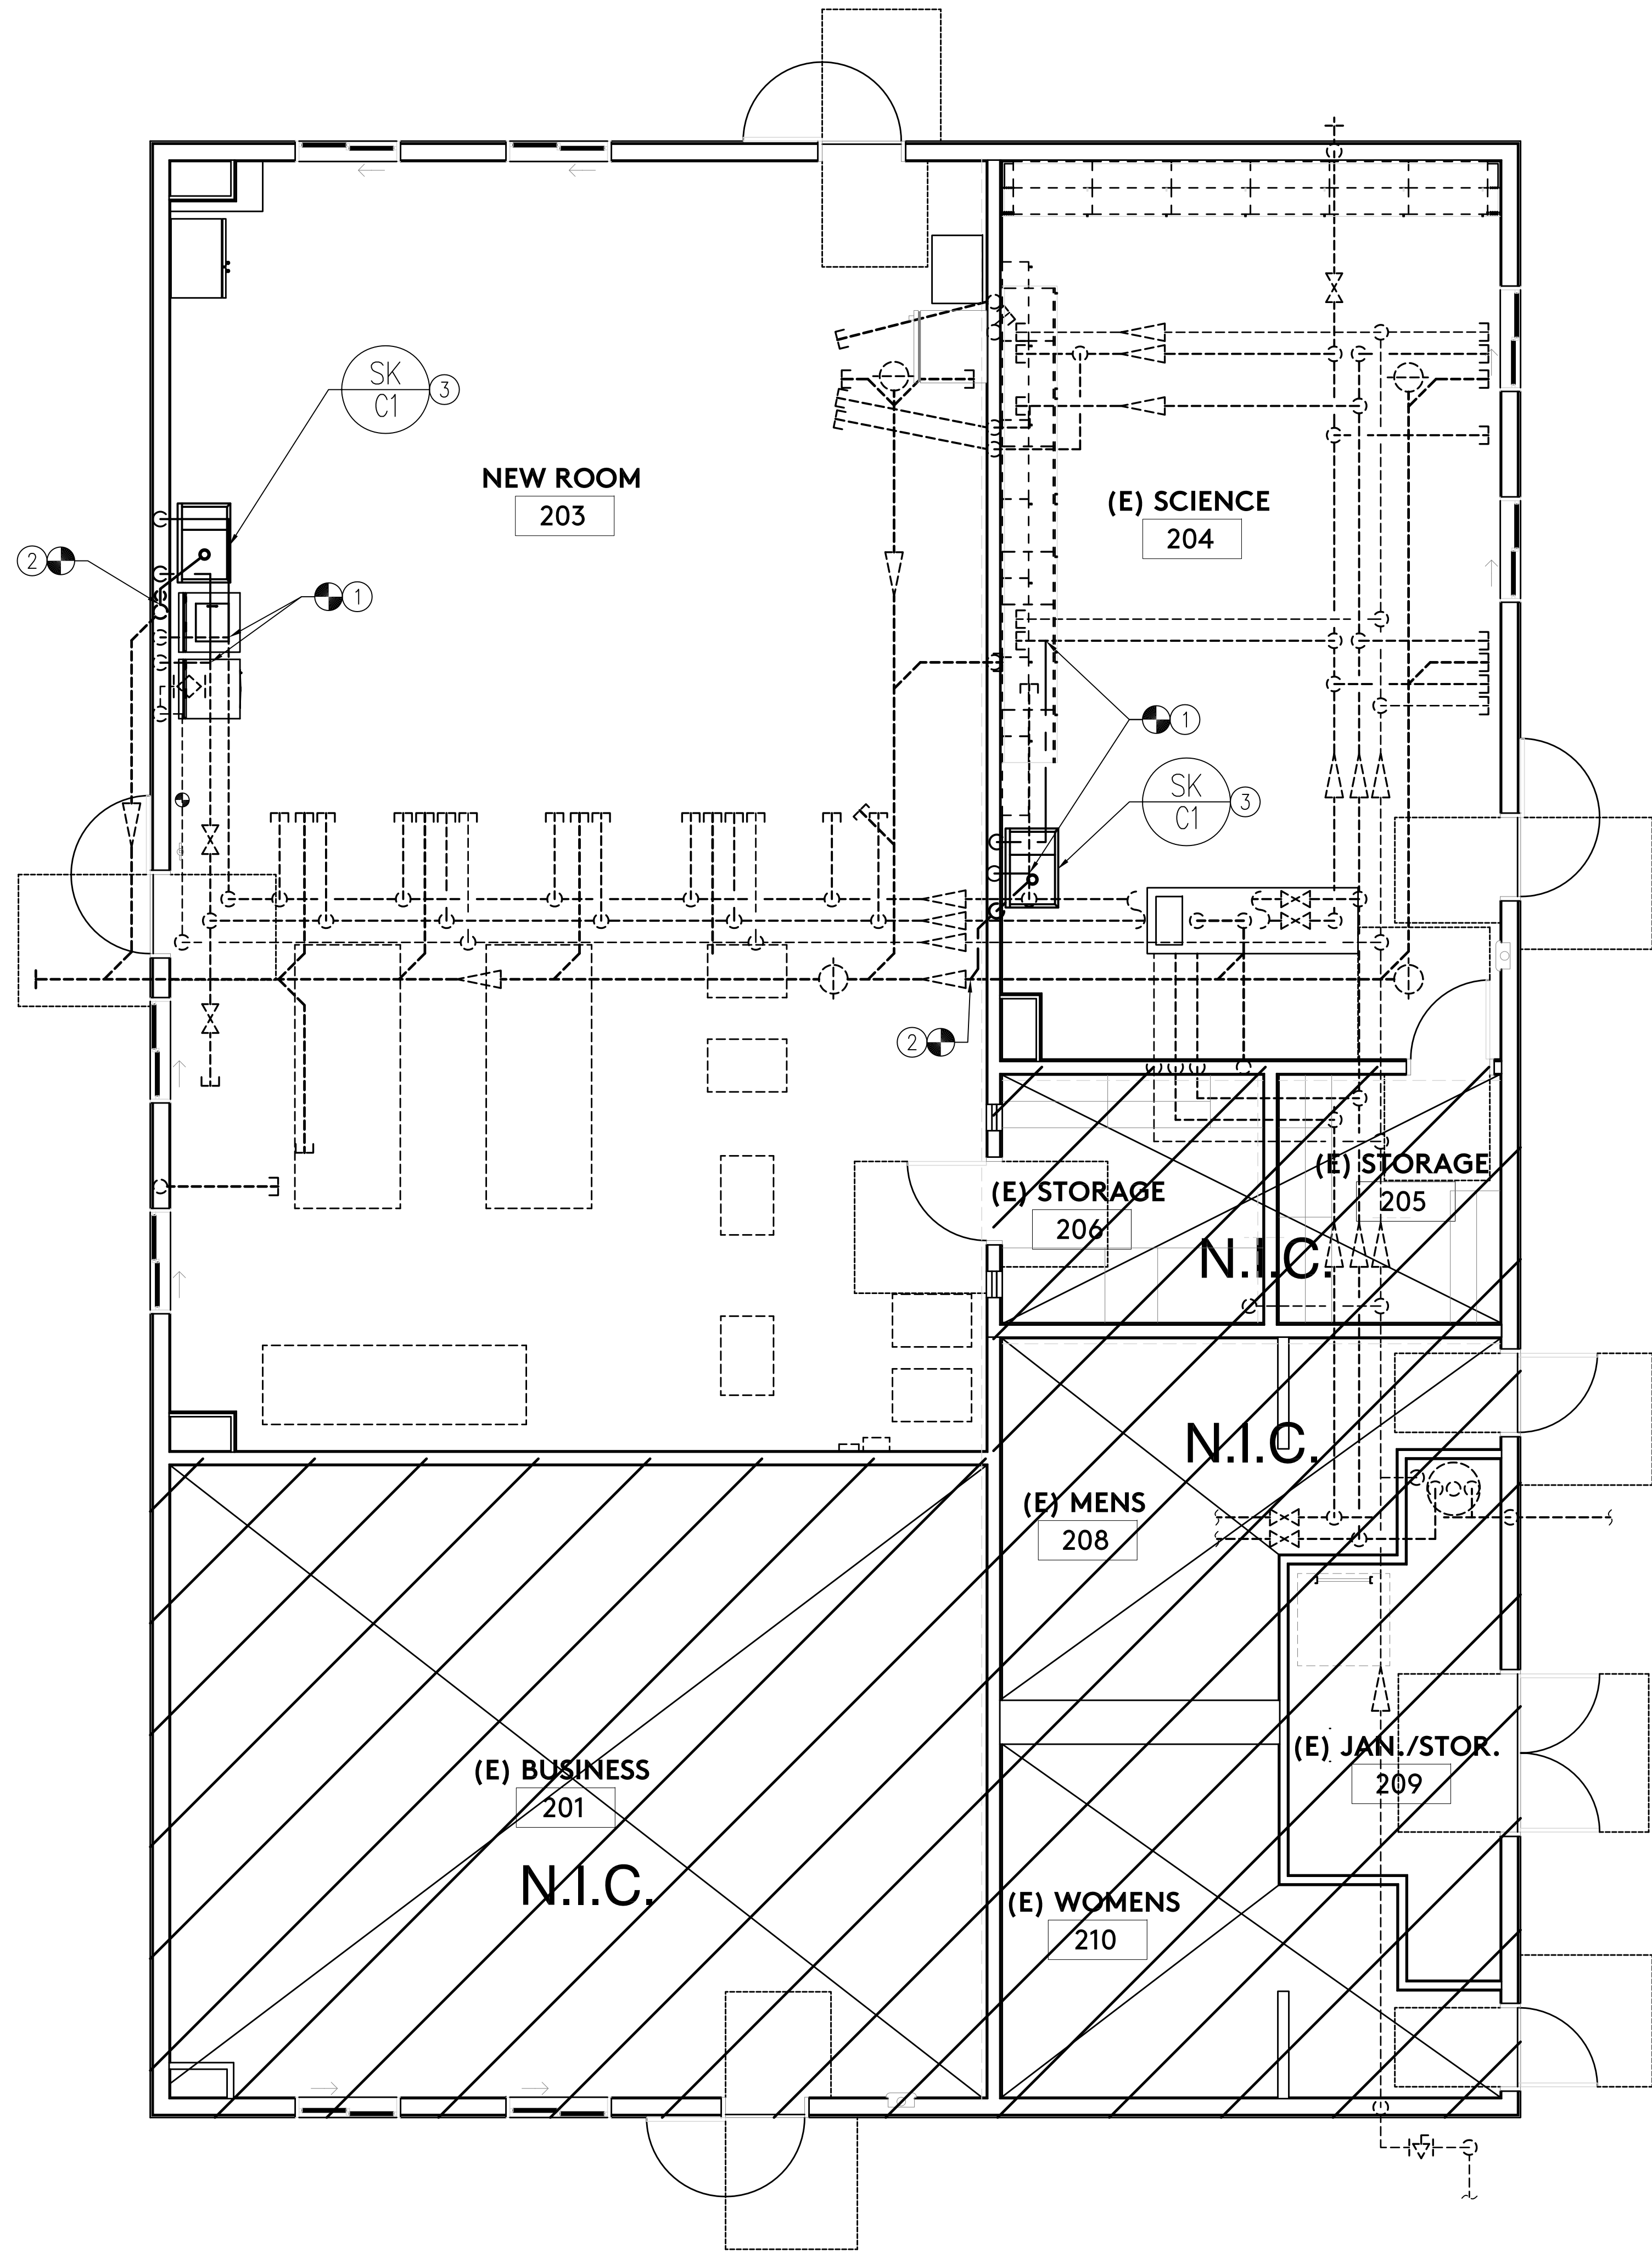 SK
C1
3
NEW ROOM
203
(E) SCIENCE
204
2
1
1
SK
C1
3
2
(E) STORAGE
205
(E) STORAGE
206
N.I.C.
N.I.C.
(E) MENS
208
(E) JAN./STOR.
209
(E) BUSINESS
201
N.I.C.
(E) WOMENS
210